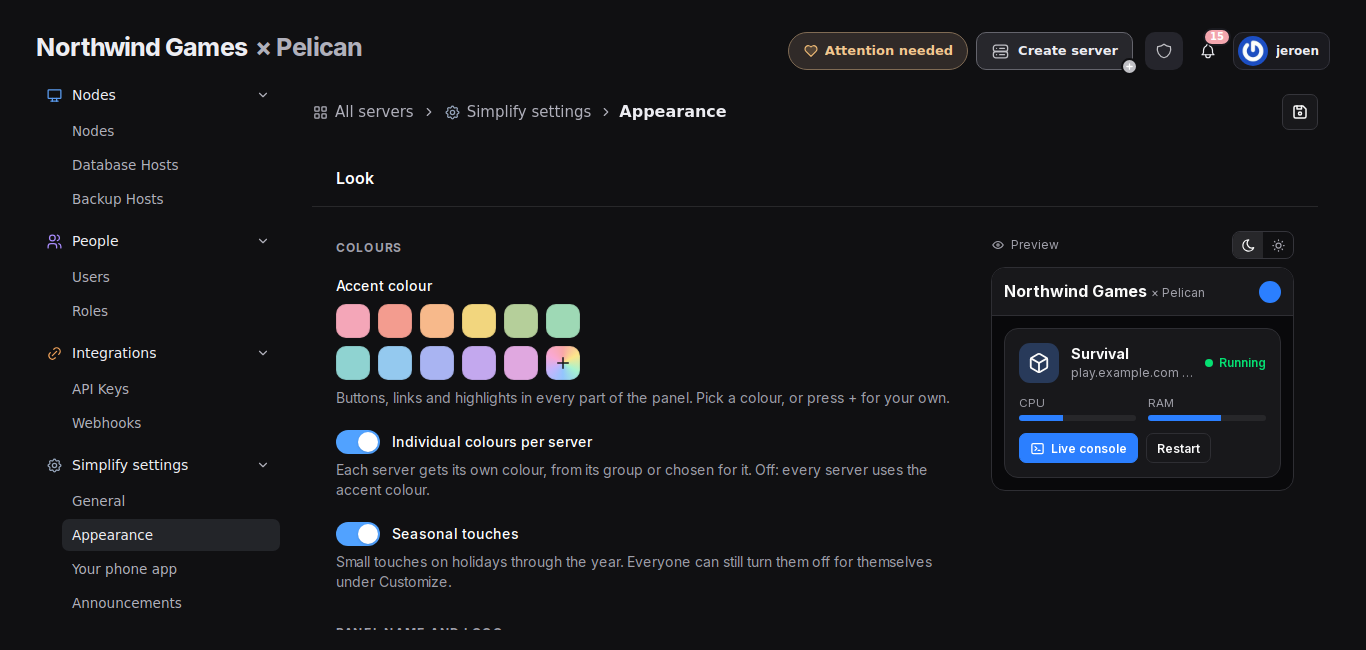 Northwind Games × Pelican
Attention needed
Create server
15
jeroen
Nodes
Nodes
Database Hosts
Backup Hosts
People
Users
Roles
Integrations
API Keys
Webhooks
Simplify settings
General
Appearance
Your phone app
Announcements
All servers > Simplify settings > Appearance
Look
COLOURS
Accent colour
Buttons, links and highlights in every part of the panel. Pick a colour, or press + for your own.
Individual colours per server
Each server gets its own colour, from its group or chosen for it. Off: every server uses the
accent colour.
Seasonal touches
Small touches on holidays through the year. Everyone can still turn them off for themselves
under Customize.
PANEL NAME AND LOGO
Preview
Northwind Games × Pelican
Survival
play.example.com ...
Running
CPU
RAM
Live console
Restart